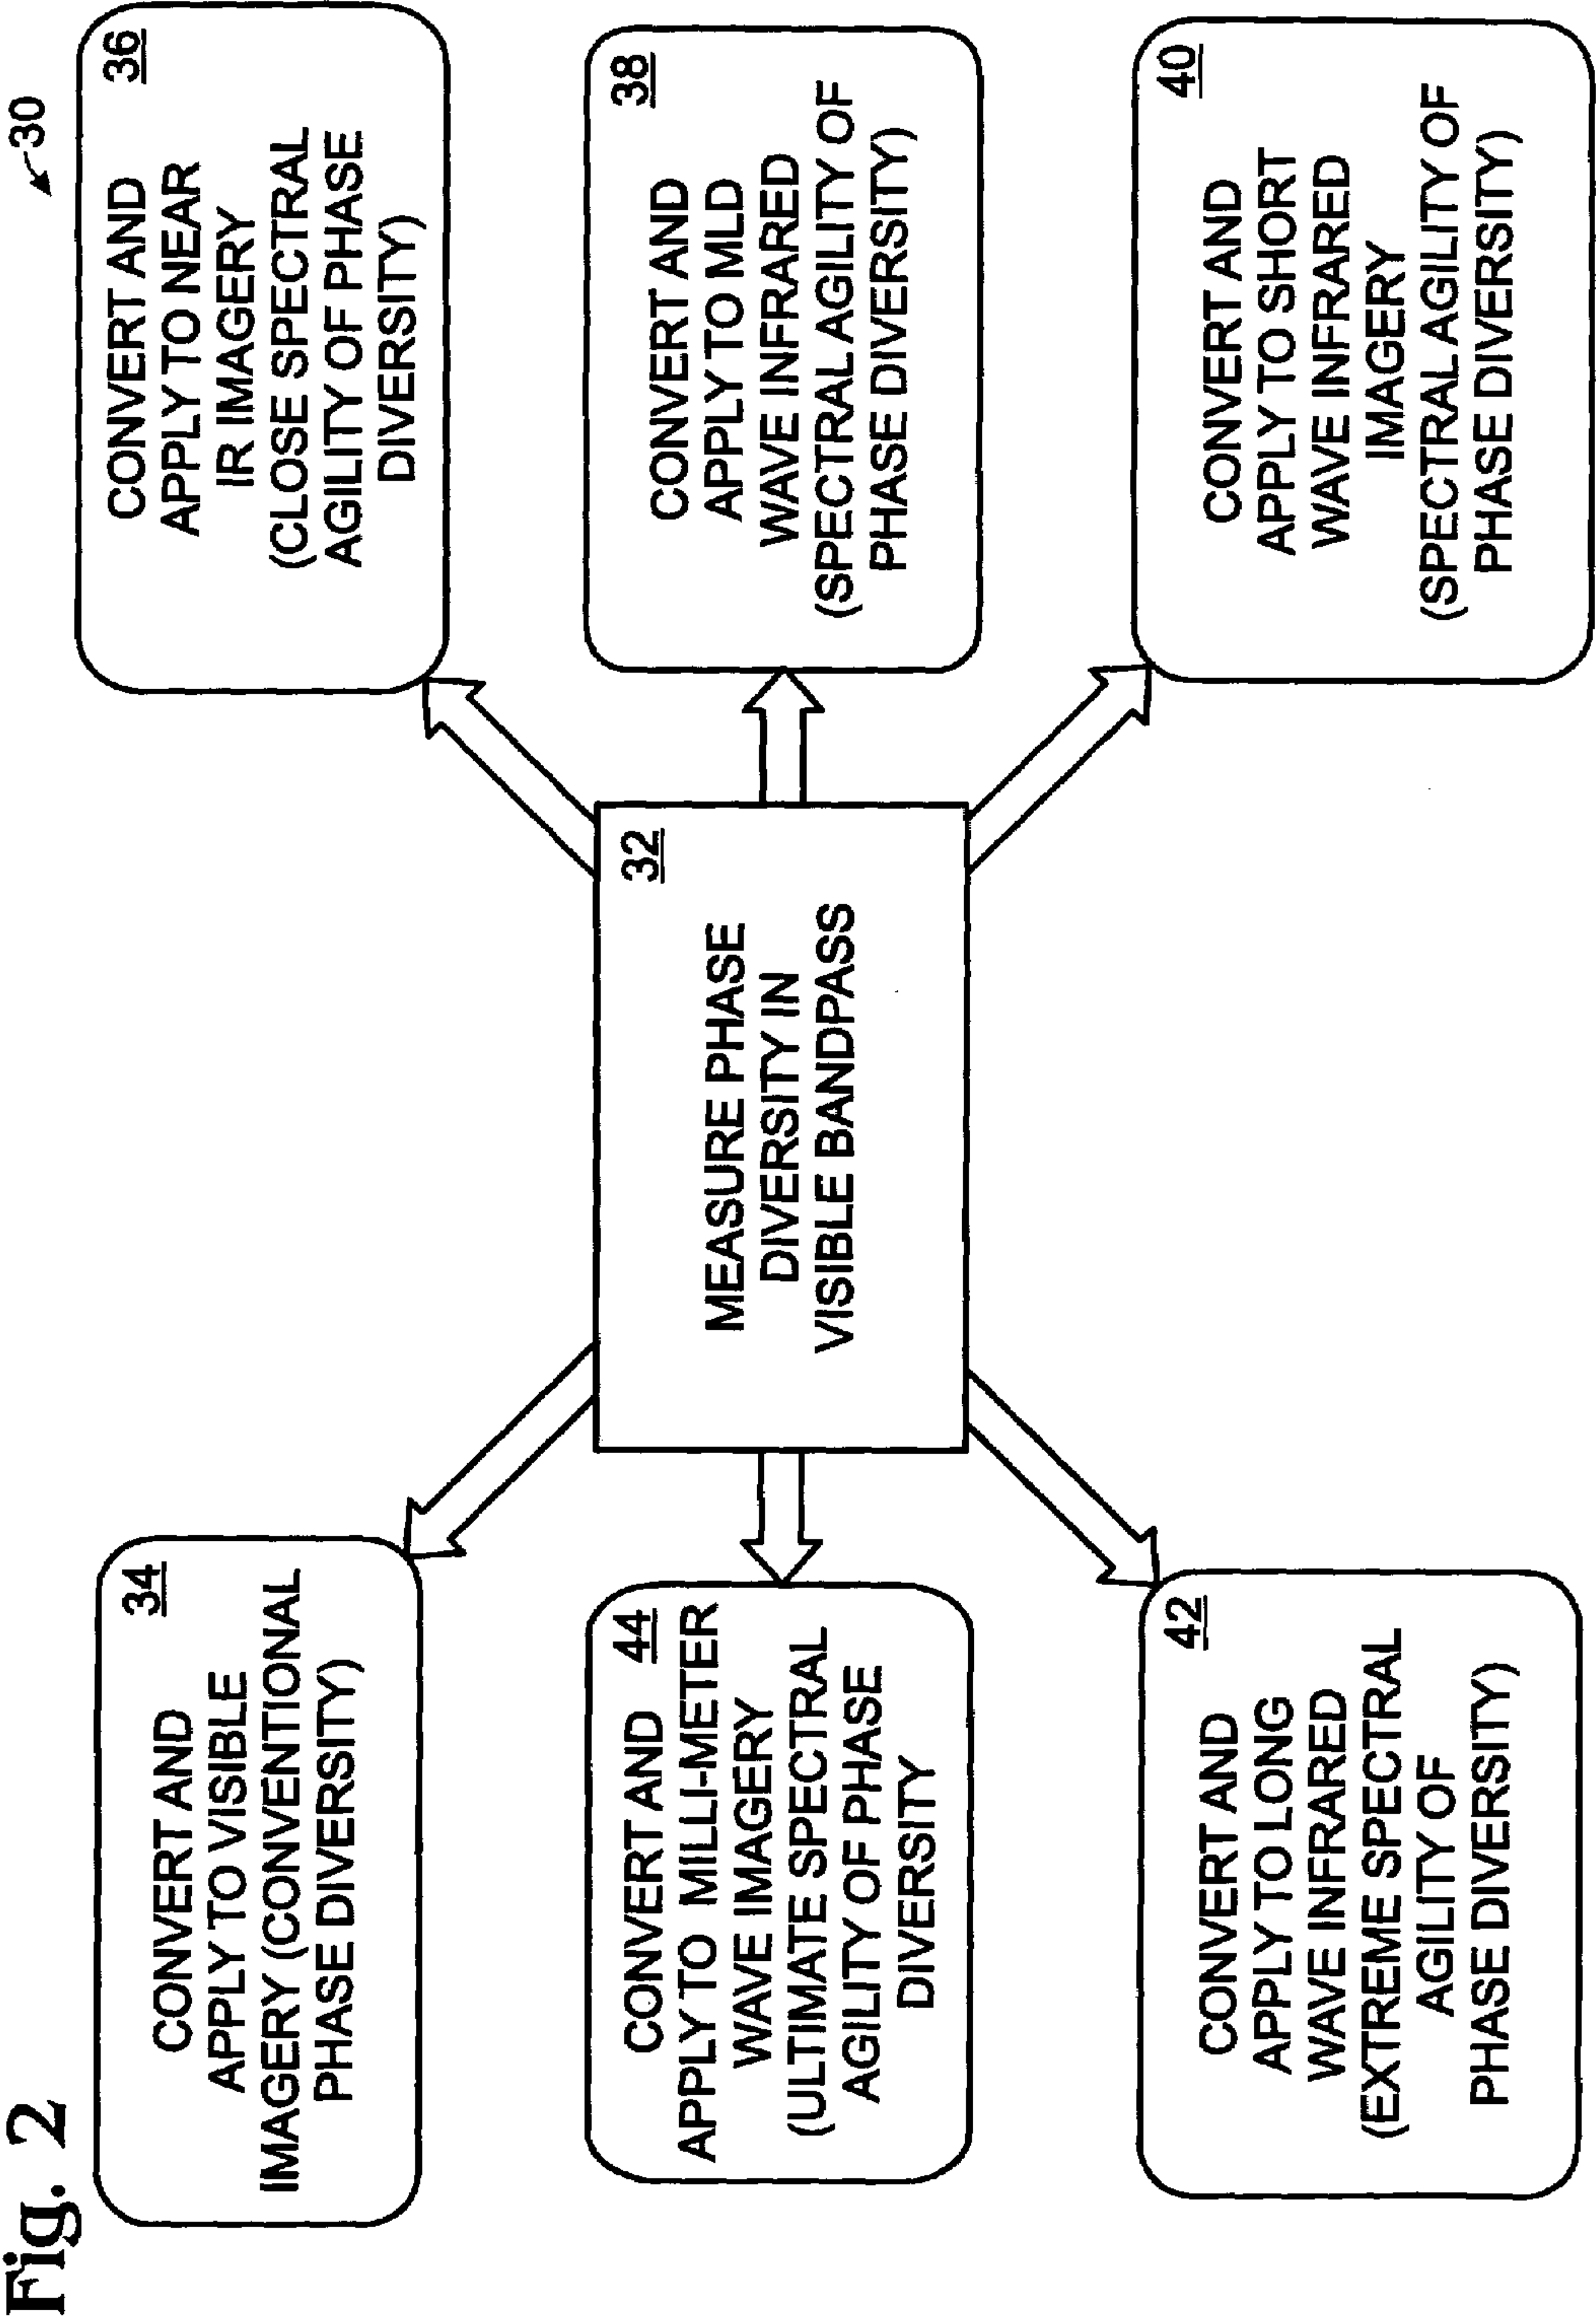 Fig. 2
30
34
CONVERT AND
APPLY TO VISIBLE
IMAGERY (CONVENTIONAL
PHASE DIVERSITY)
36
CONVERT AND
APPLY TO NEAR
IR IMAGERY
(CLOSE SPECTRAL
AGILITY OF PHASE
DIVERSITY)
44
CONVERT AND
APPLY TO MILLI-METER
WAVE IMAGERY
(ULTIMATE SPECTRAL
AGILITY OF PHASE
DIVERSITY
32
MEASURE PHASE
DIVERSITY IN
VISIBLE BANDPASS
38
CONVERT AND
APPLY TO MLD
WAVE INFRARED
(SPECTRAL AGILITY OF
PHASE DIVERSITY)
42
CONVERT AND
APPLY TO LONG
WAVE INFRARED
(EXTREME SPECTRAL
AGILITY OF
PHASE DIVERSITY)
40
CONVERT AND
APPLY TO SHORT
WAVE INFRARED
IMAGERY
(SPECTRAL AGILITY OF
PHASE DIVERSITY)